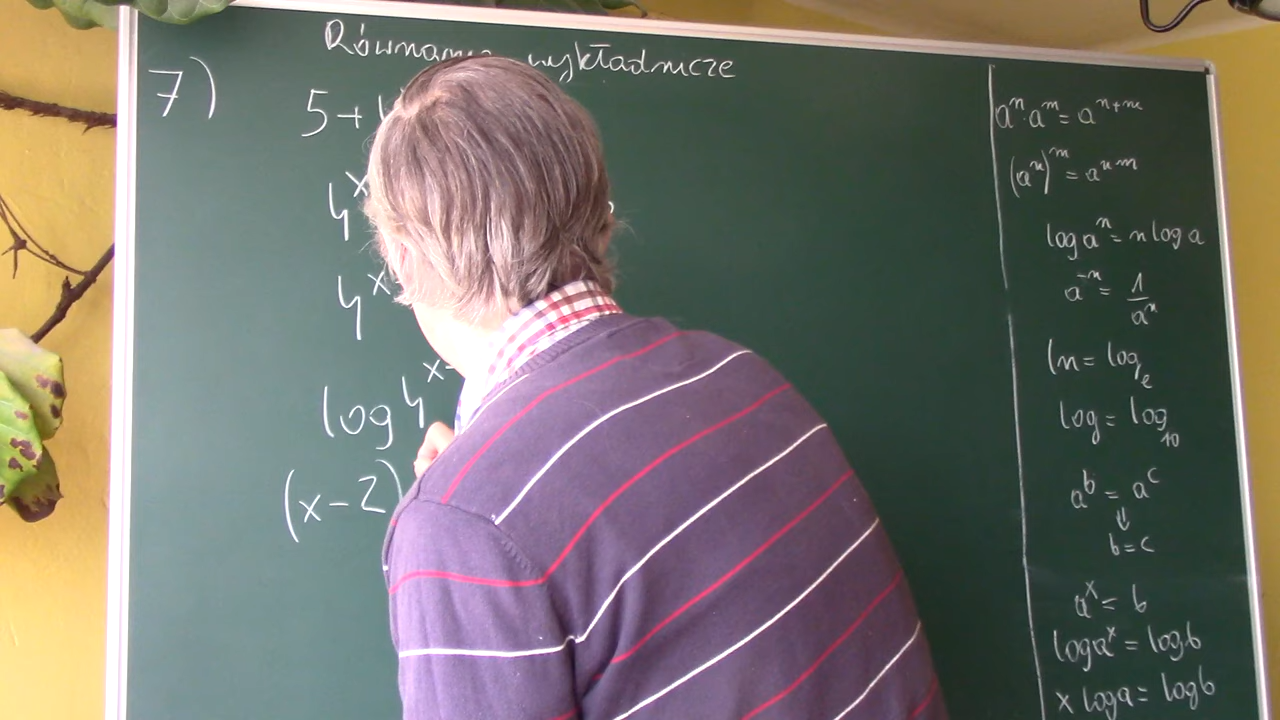 Równania wykładnicze
7)
5+
4^x
4^x
log 4^x-
(x-2)
a^n · a^m = a^(n+m)
(a^n)^m = a^(n m)
log a^n = n log a
a^-n = 1/a^n
ln = log_e
log = log_10
a^b = a^c
⇓
b = c
a^x = b
log a^x = log b
x log a = log b